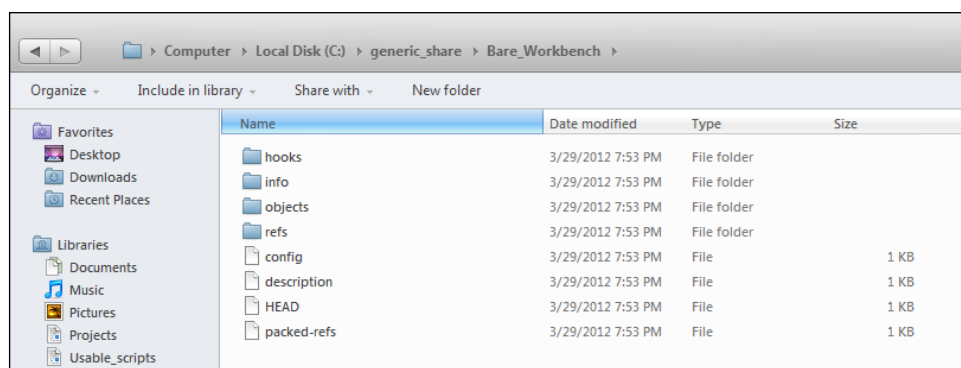 Computer Local Disk (C:) generic_share Bare_Workbench
Organize Include in library Share with New folder
Favorites
Desktop
Downloads
Recent Places
Libraries
Documents
Music
Pictures
Projects
Usable_scripts
Name Date modified Type Size
hooks 3/29/2012 7:53 PM File folder
info 3/29/2012 7:53 PM File folder
objects 3/29/2012 7:53 PM File folder
refs 3/29/2012 7:53 PM File folder
config 3/29/2012 7:53 PM File 1 KB
description 3/29/2012 7:53 PM File 1 KB
HEAD 3/29/2012 7:53 PM File 1 KB
packed-refs 3/29/2012 7:53 PM File 1 KB